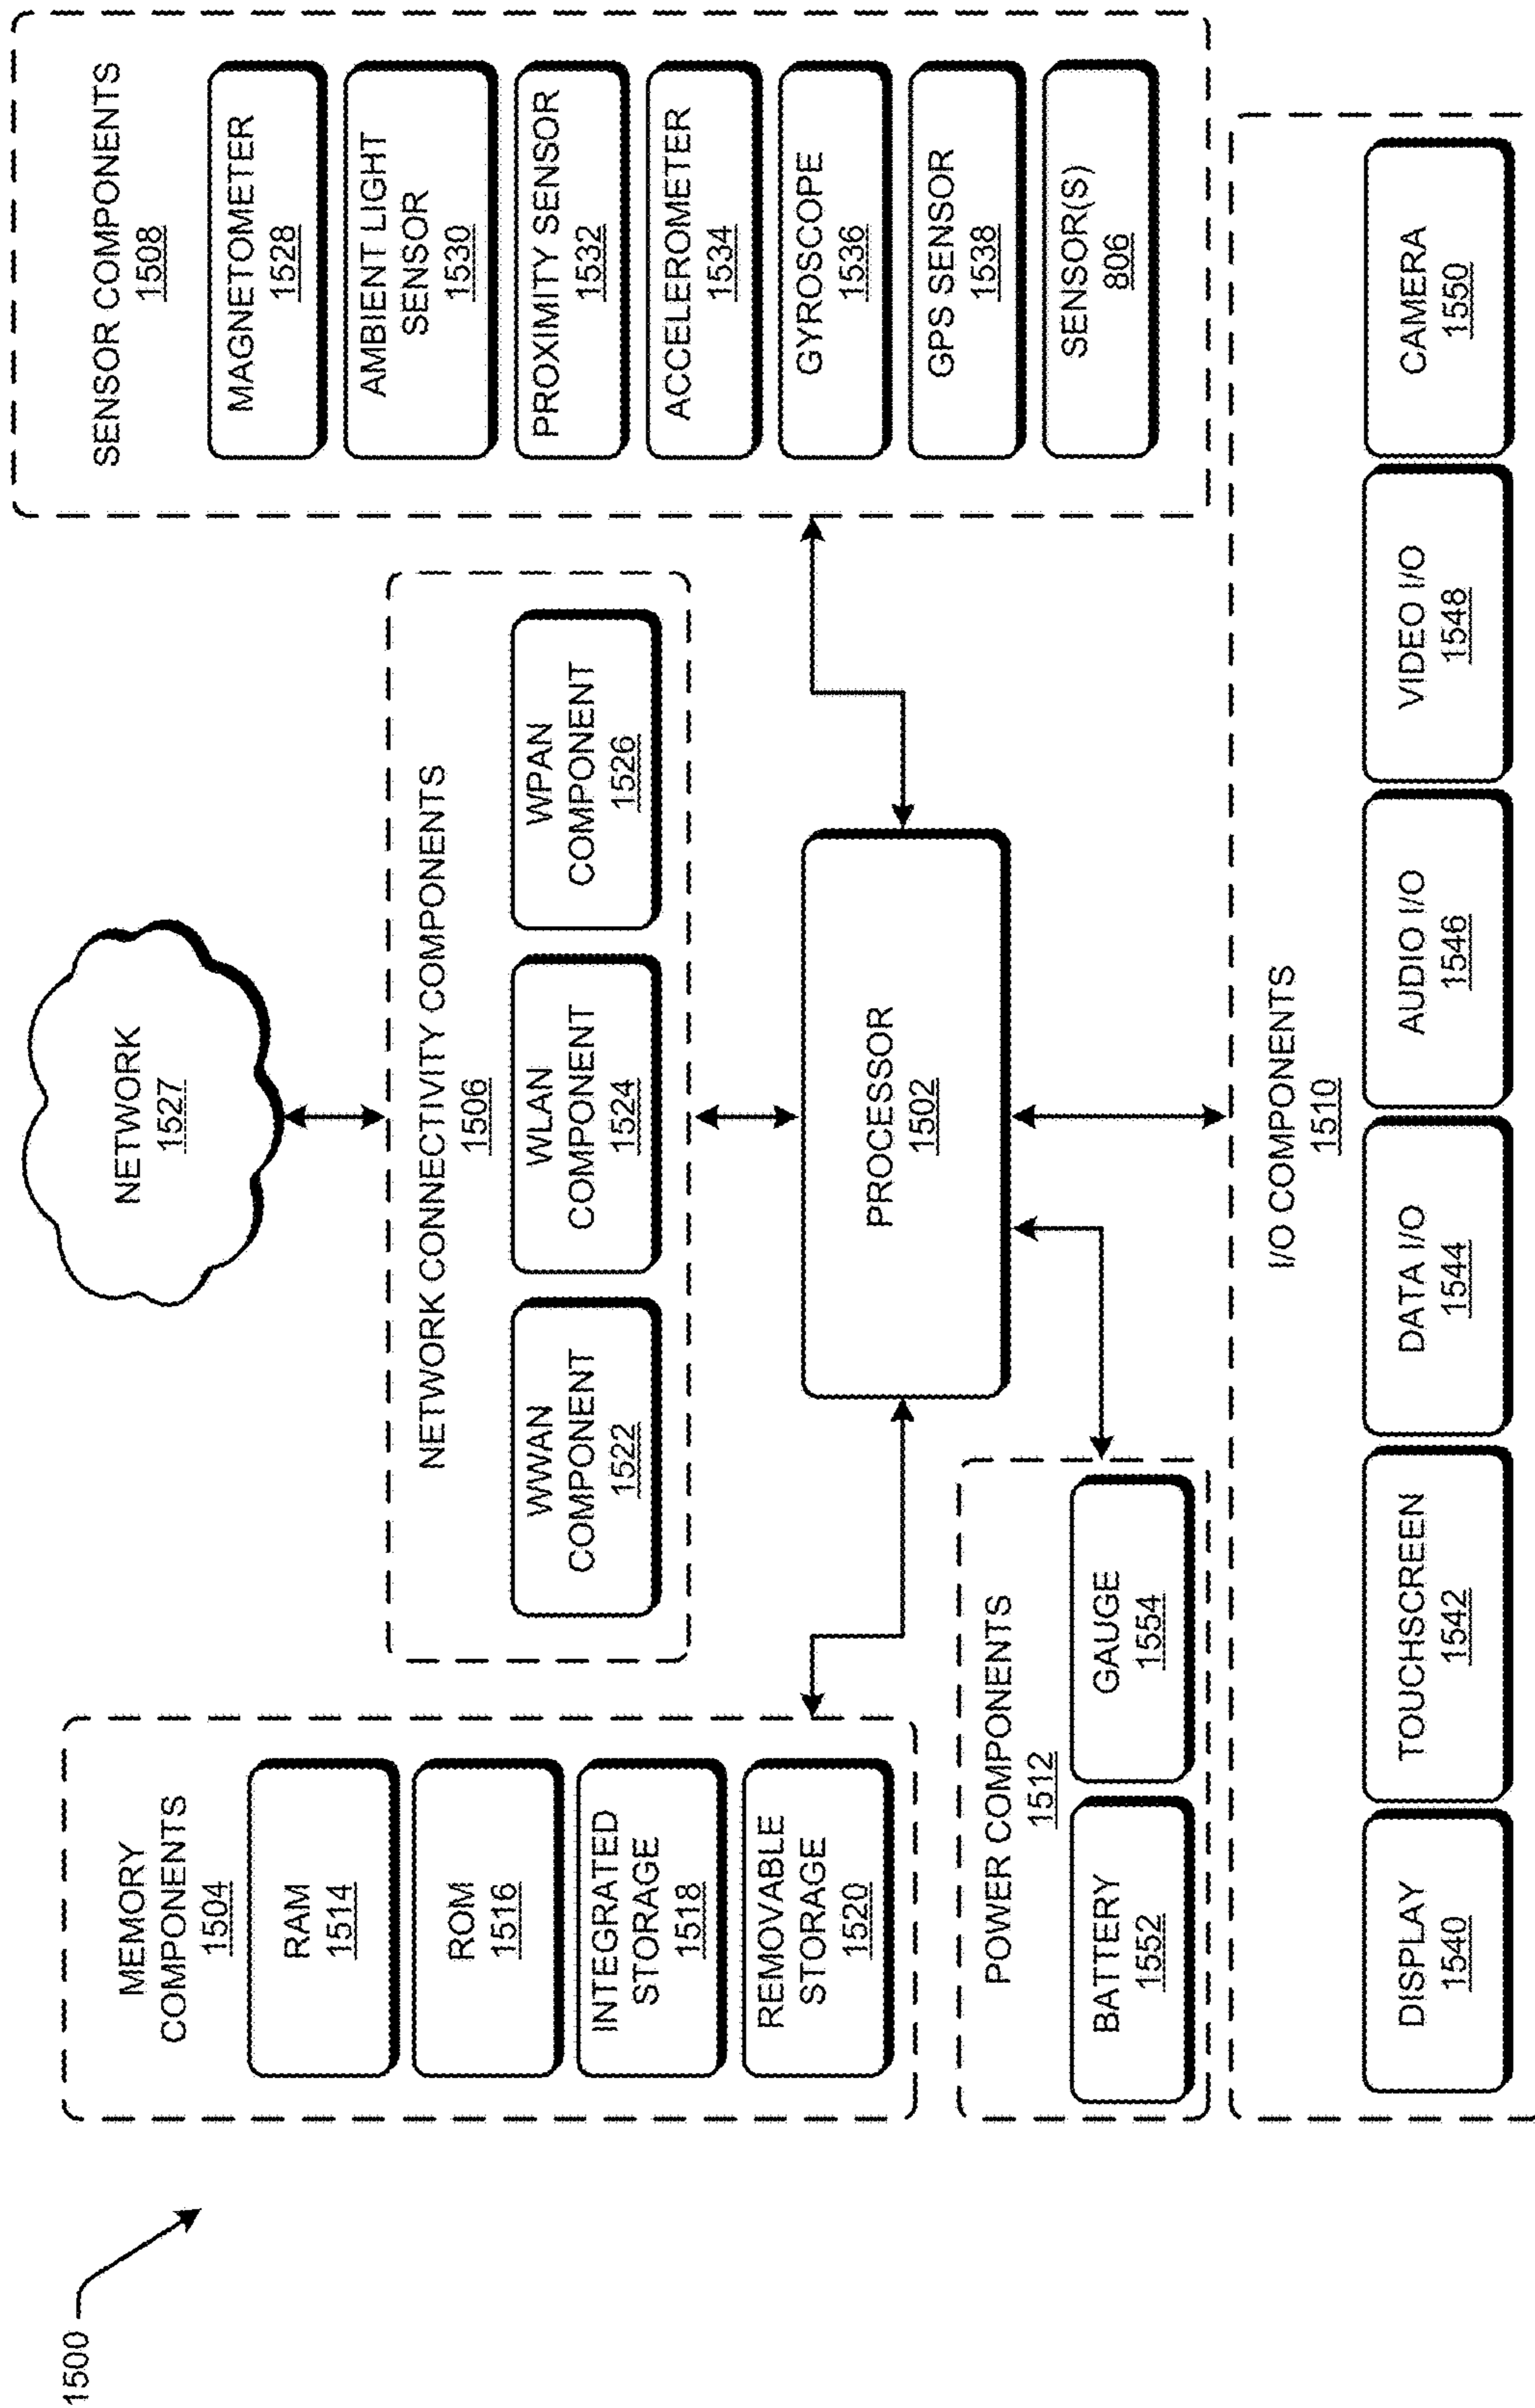 1500
NETWORK
1527
MEMORY
COMPONENTS
1504
RAM
1514
ROM
1516
INTEGRATED
STORAGE
1518
REMOVABLE
STORAGE
1520
NETWORK CONNECTIVITY COMPONENTS
1506
WWAN
COMPONENT
1522
WLAN
COMPONENT
1524
WPAN
COMPONENT
1526
SENSOR COMPONENTS
1508
MAGNETOMETER
1528
AMBIENT LIGHT
SENSOR
1530
PROXIMITY SENSOR
1532
ACCELEROMETER
1534
GYROSCOPE
1536
GPS SENSOR
1538
SENSOR(S)
806
PROCESSOR
1502
POWER COMPONENTS
1512
BATTERY
1552
GAUGE
1554
I/O COMPONENTS
1510
DISPLAY
1540
TOUCHSCREEN
1542
DATA I/O
1544
AUDIO I/O
1546
VIDEO I/O
1548
CAMERA
1550